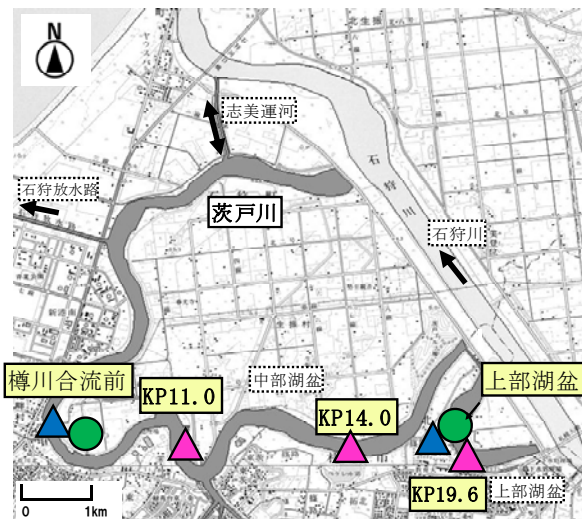 N
志美運河
石狩放水路
茨戸川
石狩川
石狩川
樽川合流前
KP11.0
中部湖盆
KP14.0
上部湖盆
KP19.6
上部湖盆
0 1km